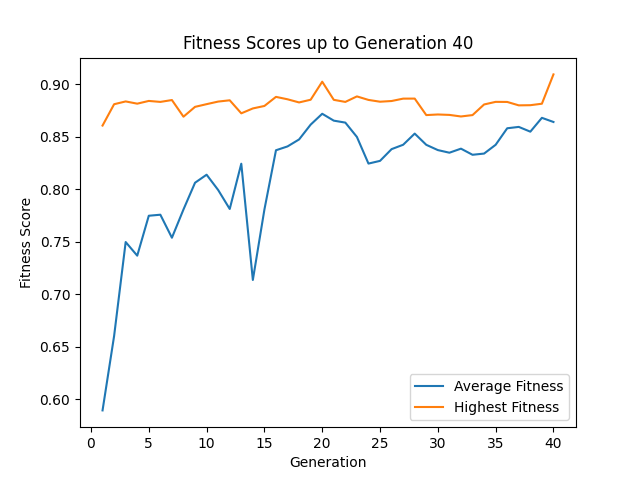 Fitness Scores up to Generation 40
Fitness Score
0.90
0.85
0.80
0.75
0.70
0.65
0.60
Average Fitness
Highest Fitness
0 5 10 15 20 25 30 35 40
Generation